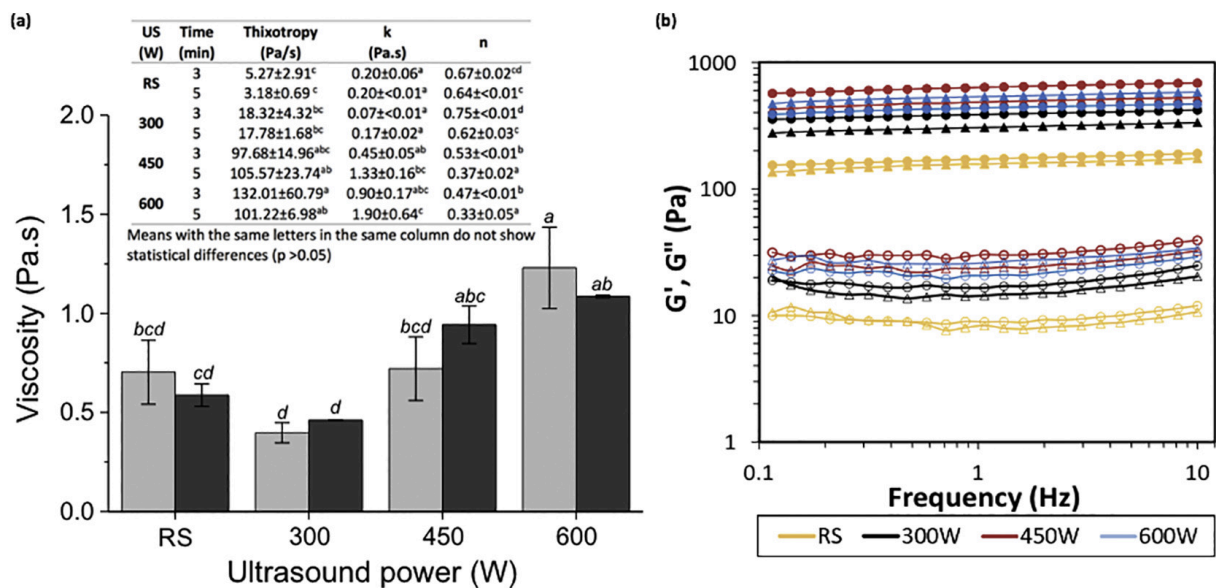 (a)
US Time Thixotropy k n
(W) (min) (Pa/s) (Pa.s)
RS 3 5.27±2.91c 0.20±0.06a 0.67±0.02cd
5 3.18±0.69 c 0.20±<0.01a 0.64±<0.01c
300 3 18.32±4.32bc 0.07±<0.01a 0.75±<0.01d
5 17.78±1.68bc 0.17±0.02a 0.62±0.03c
450 3 97.68±14.96abc 0.45±0.05ab 0.53±<0.01b
5 105.57±23.74ab 1.33±0.16bc 0.37±0.02a
600 3 132.01±60.79a 0.90±0.17abc 0.47±<0.01b
5 101.22±6.98ab 1.90±0.64c 0.33±0.05a
Means with the same letters in the same column do not show
statistical differences (p >0.05)
Viscosity (Pa.s)
2.0
1.5
1.0
0.5
0.0
bcd
cd
d
d
bcd
abc
a
ab
RS 300 450 600
Ultrasound power (W)
(b)
G', G" (Pa)
1000
100
10
1
0.1 1 10
Frequency (Hz)
RS 300W 450W 600W